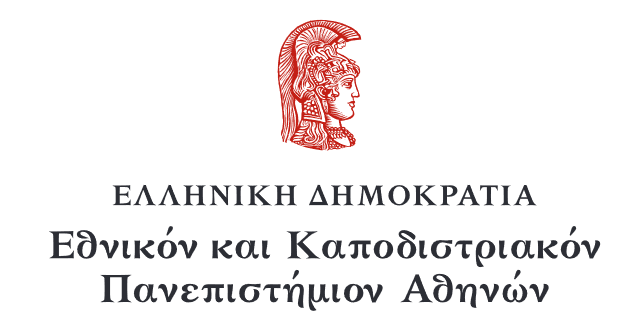 ΕΛΛΗΝΙΚΗ ΔΗΜΟΚΡΑΤΙΑ
Εθνικόν και Καποδιστριακόν
Πανεπιστήμιον Αθηνών